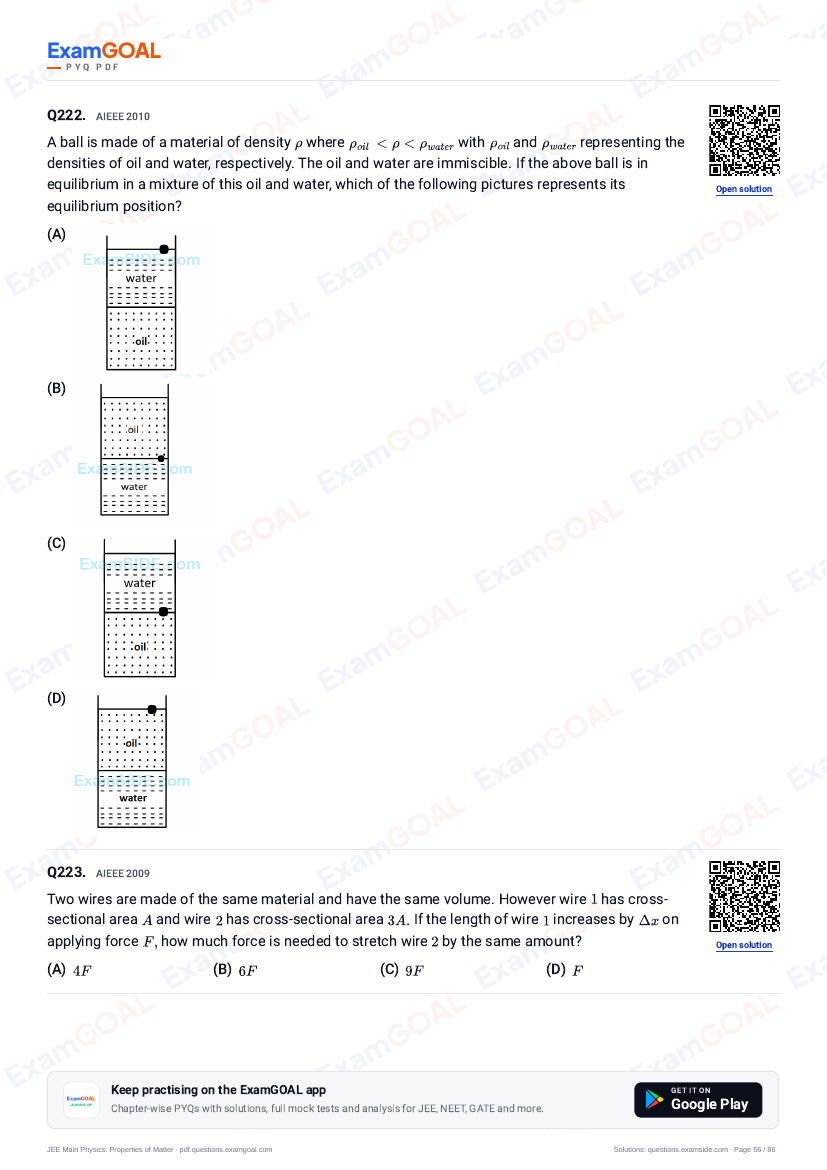 ExamGOAL
PYQ PDF
Q222. AIEEE 2010
A ball is made of a material of density ρ where ρ_oil < ρ < ρ_water with ρ_oil and ρ_water representing the
densities of oil and water, respectively. The oil and water are immiscible. If the above ball is in
equilibrium in a mixture of this oil and water, which of the following pictures represents its
equilibrium position?
Open solution
(A)
ExamSIDE.com
water
oil
(B)
oil
ExamSIDE.com
water
(C)
ExamSIDE.com
water
oil
(D)
oil
ExamSIDE.com
water
Q223. AIEEE 2009
Two wires are made of the same material and have the same volume. However wire 1 has cross-
sectional area A and wire 2 has cross-sectional area 3A. If the length of wire 1 increases by Δx on
applying force F, how much force is needed to stretch wire 2 by the same amount?
Open solution
(A) 4F (B) 6F (C) 9F (D) F
ExamGOAL
Keep practising on the ExamGOAL app
Chapter-wise PYQs with solutions, full mock tests and analysis for JEE, NEET, GATE and more.
GET IT ON
Google Play
JEE Main Physics: Properties of Matter · pdf.questions.examgoal.com
Solutions: questions.examside.com · Page 56 / 86